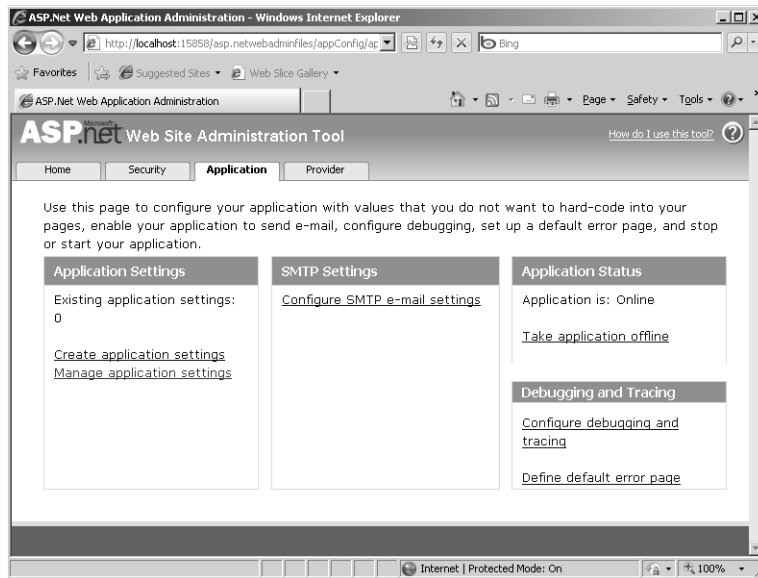 ASP.Net Web Application Administration - Windows Internet Explorer
http://localhost:15858/asp.netwebadminfiles/appConfig/ap
Bing
Favorites
Suggested Sites
Web Slice Gallery
ASP.Net Web Application Administration
Page
Safety
Tools
Microsoft
ASP.net Web Site Administration Tool
How do I use this tool?
Home
Security
Application
Provider
Use this page to configure your application with values that you do not want to hard-code into your
pages, enable your application to send e-mail, configure debugging, set up a default error page, and stop
or start your application.
Application Settings
Existing application settings:
0
Create application settings
Manage application settings
SMTP Settings
Configure SMTP e-mail settings
Application Status
Application is: Online
Take application offline
Debugging and Tracing
Configure debugging and
tracing
Define default error page
Internet | Protected Mode: On
100%